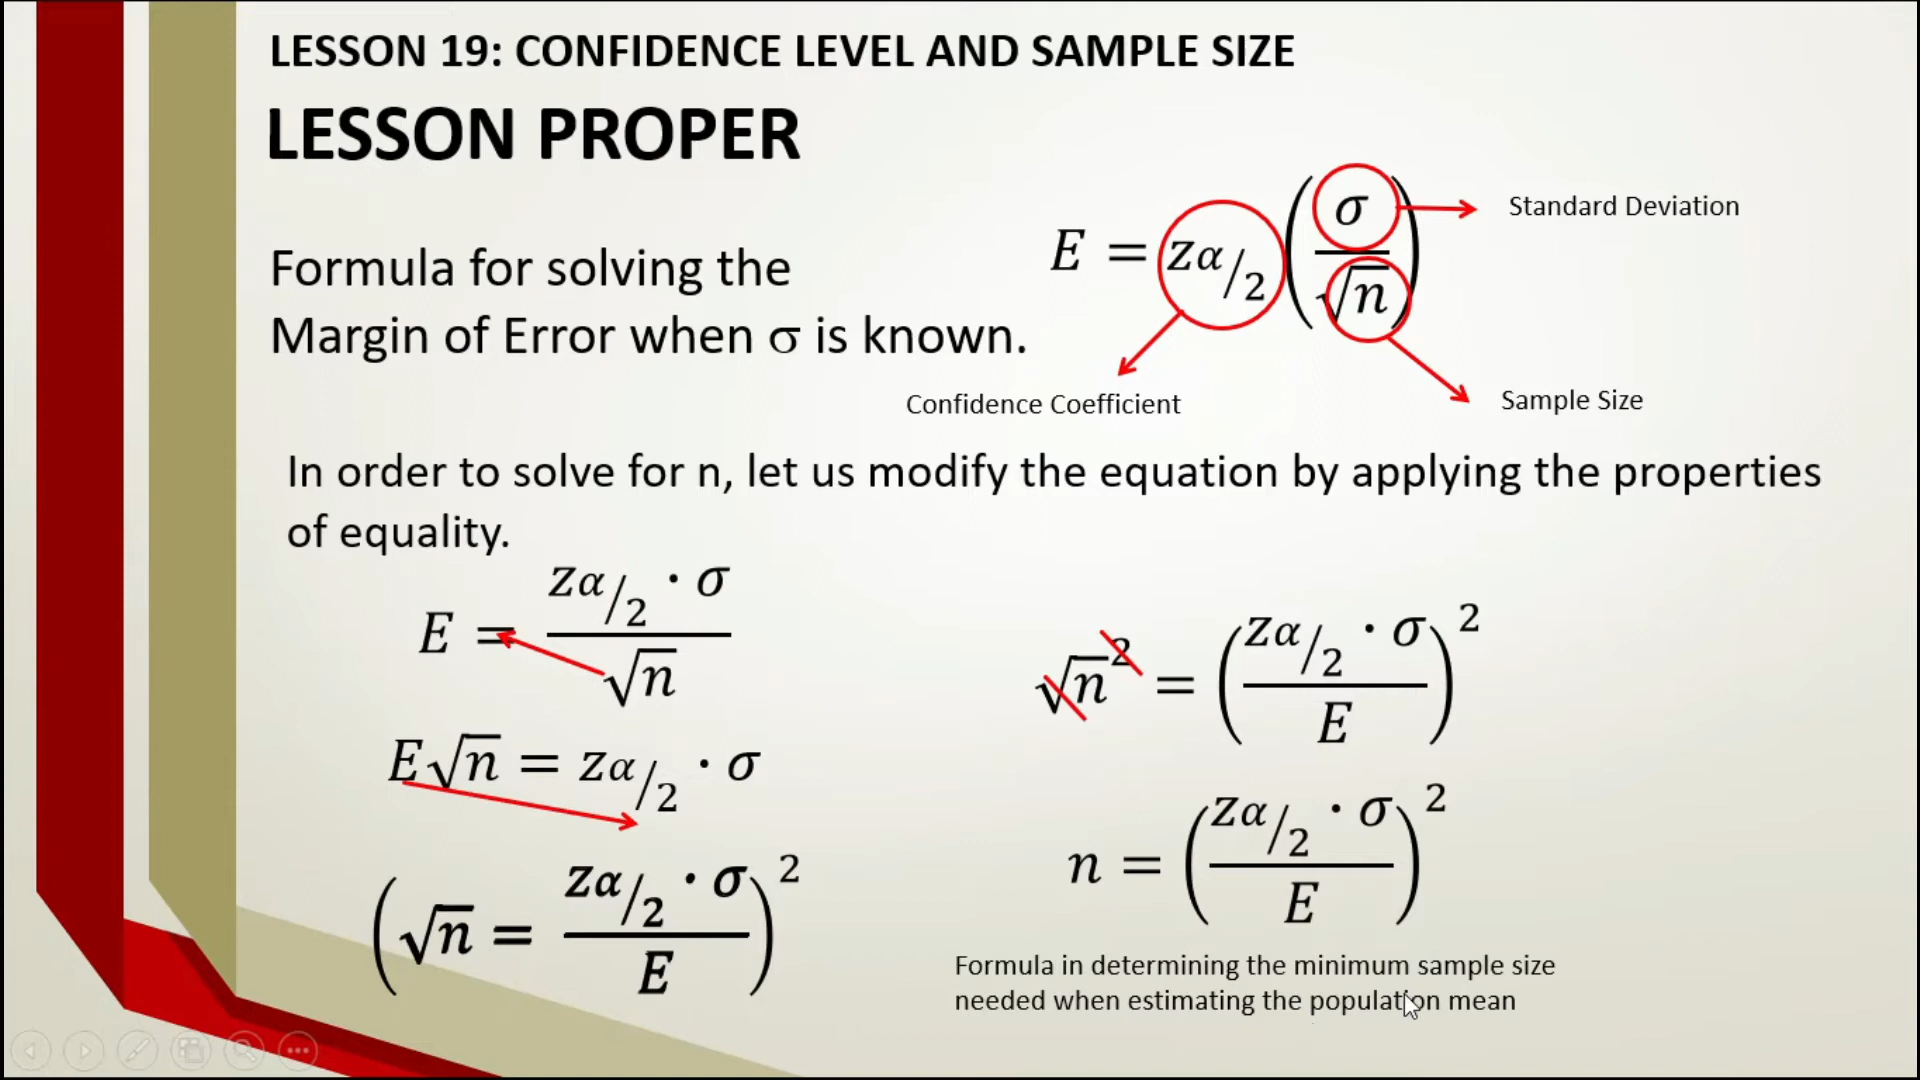 LESSON 19: CONFIDENCE LEVEL AND SAMPLE SIZE
LESSON PROPER
Formula for solving the
Margin of Error when σ is known.
E = zα/2 (σ/√n)
Standard Deviation
Confidence Coefficient
Sample Size
In order to solve for n, let us modify the equation by applying the properties
of equality.
E = zα/2 · σ / √n
E√n = zα/2 · σ
(√n = zα/2 · σ / E)²
√n² = (zα/2 · σ / E)²
n = (zα/2 · σ / E)²
Formula in determining the minimum sample size
needed when estimating the population mean